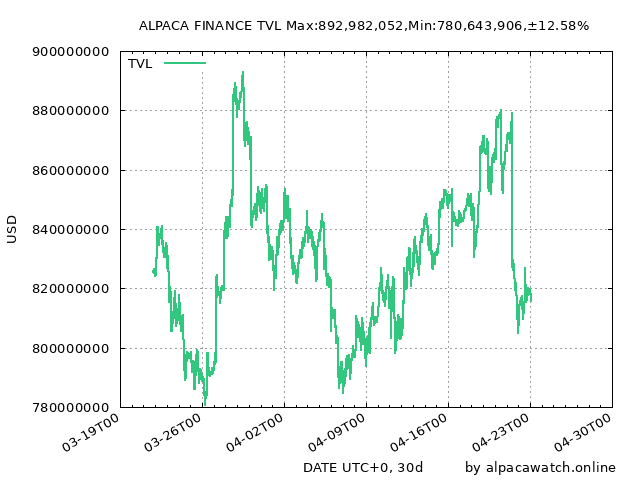 ALPACA FINANCE TVL Max:892,982,052,Min:780,643,906,±12.58%
900000000
TVL
880000000
860000000
840000000
USD
820000000
800000000
780000000
03-19T00
03-26T00
04-02T00
04-09T00
04-16T00
04-23T00
04-30T00
DATE UTC+0, 30d
by alpacawatch.online